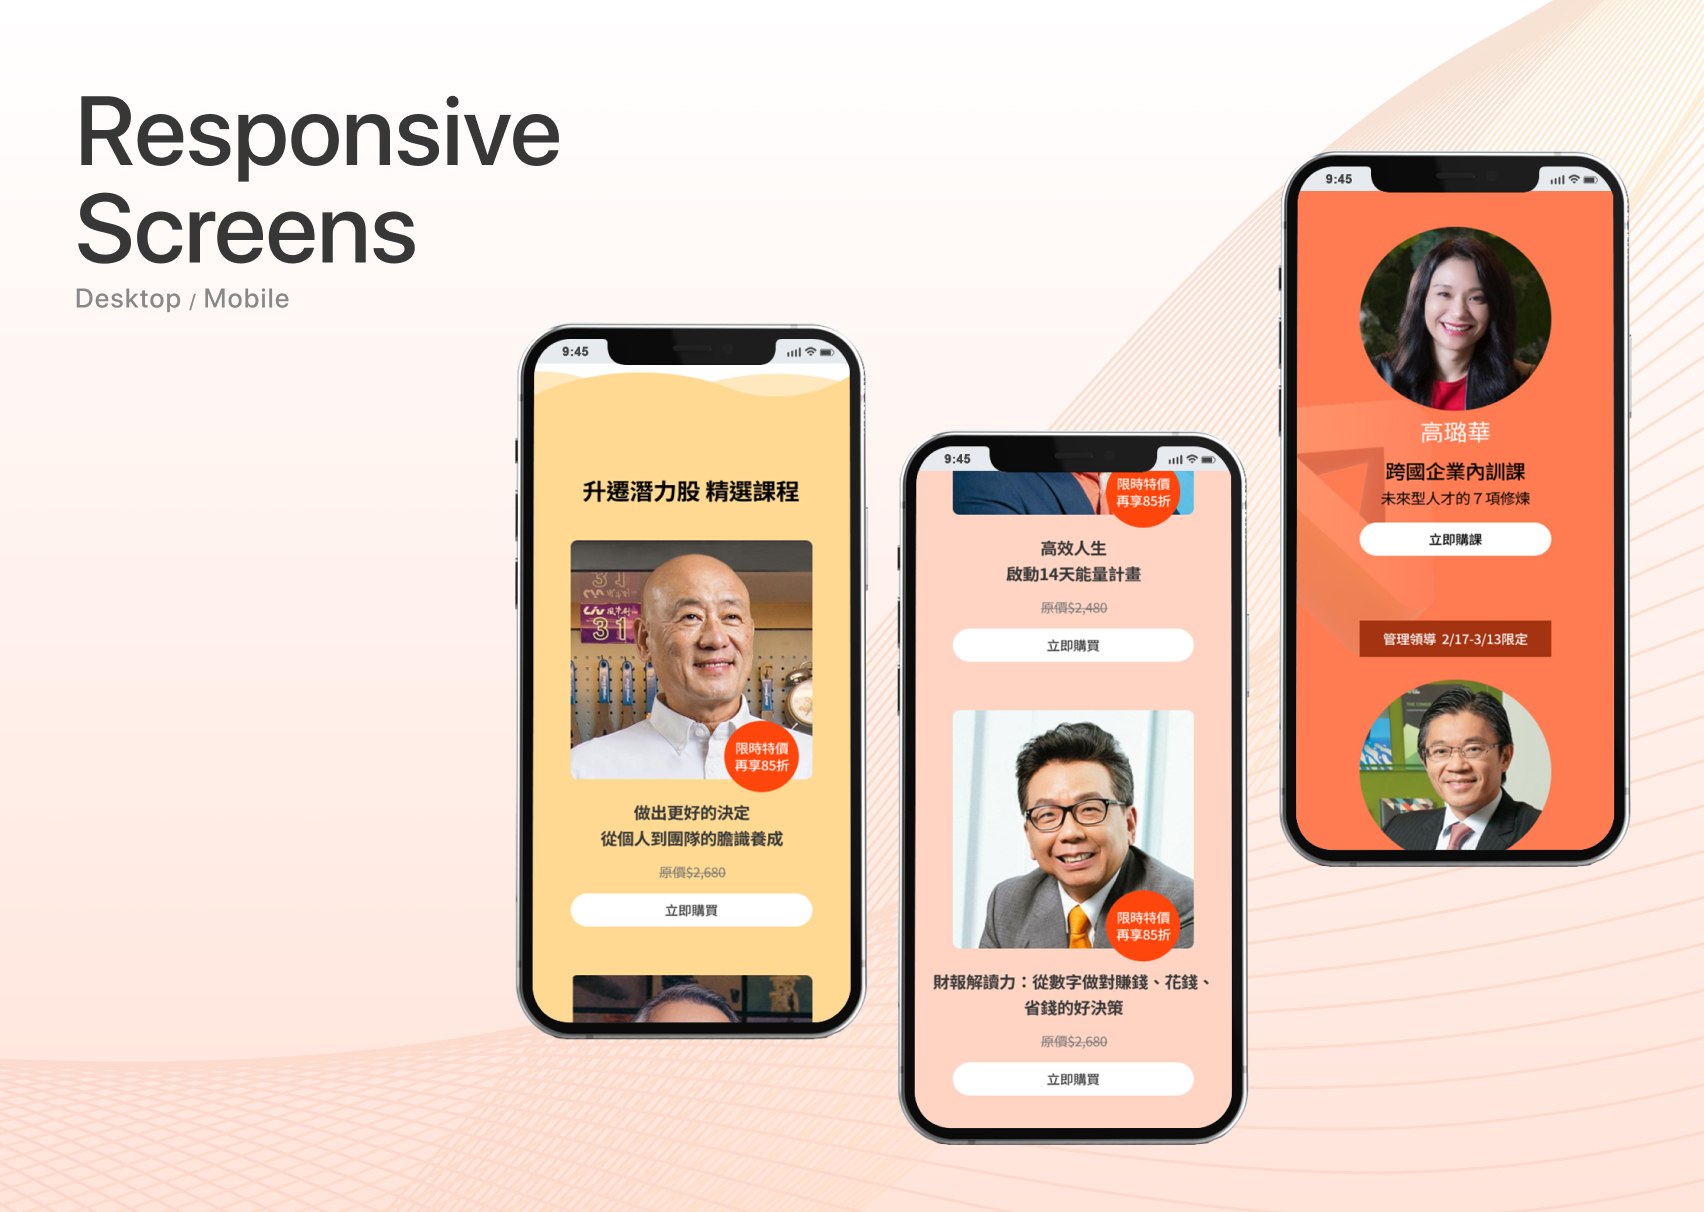 Responsive
Screens
Desktop / Mobile
9:45
升遷潛力股 精選課程
31
31
限時特價
再享85折
做出更好的決定
從個人到團隊的膽識養成
原價$2,680
立即購買
9:45
限時特價
再享85折
高效人生
啟動14天能量計畫
原價$2,480
立即購買
限時特價
再享85折
財報解讀力：從數字做對賺錢、花錢、
省錢的好決策
原價$2,680
立即購買
9:45
高璐華
跨國企業內訓課
未來型人才的７項修煉
立即購課
管理領導 2/17-3/13限定